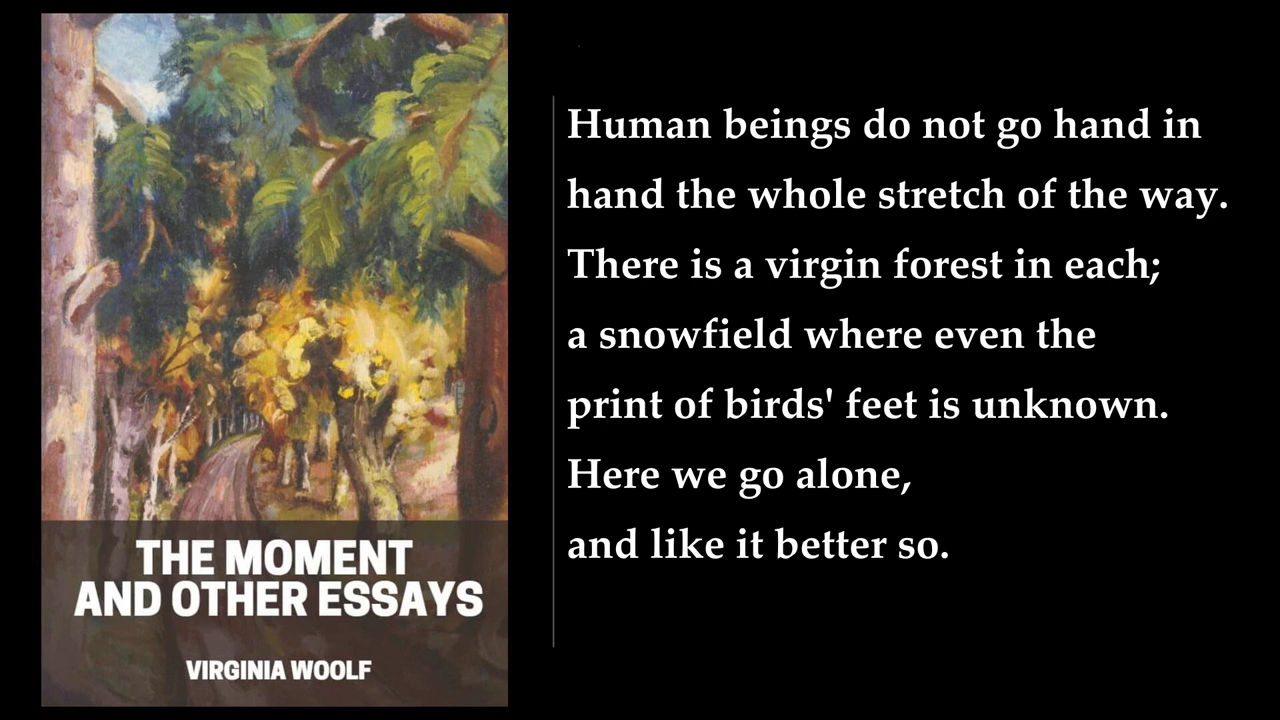 THE MOMENT
AND OTHER ESSAYS
VIRGINIA WOOLF
Human beings do not go hand in
hand the whole stretch of the way.
There is a virgin forest in each;
a snowfield where even the
print of birds' feet is unknown.
Here we go alone,
and like it better so.